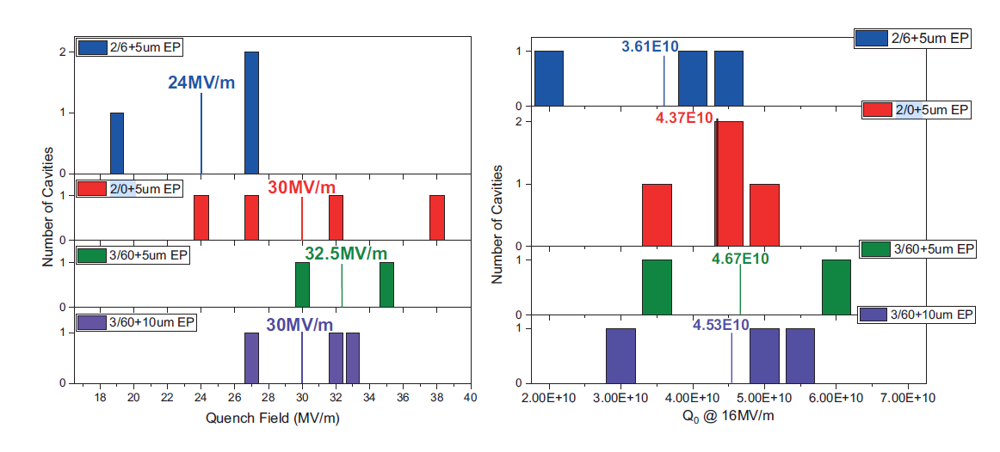 2/6+5um EP
24MV/m
2
1
0
2/0+5um EP
30MV/m
1
0
3/60+5um EP
32.5MV/m
1
0
3/60+10um EP
30MV/m
1
0
18 20 22 24 26 28 30 32 34 36 38 40
Quench Field (MV/m)
Number of Cavities
2/6+5um EP
3.61E10
1
0
2/0+5um EP
4.37E10
2
1
0
3/60+5um EP
4.67E10
1
0
3/60+10um EP
4.53E10
1
0
2.00E+10 3.00E+10 4.00E+10 5.00E+10 6.00E+10 7.00E+10
Q₀ @ 16MV/m
Number of Cavities